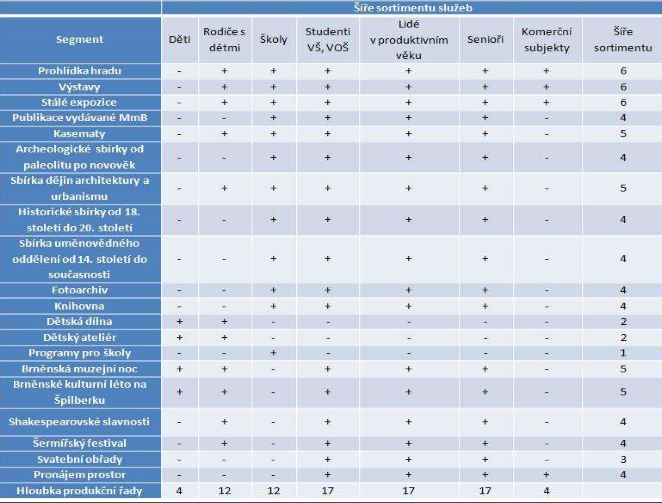 Šíře sortimentu služeb
Segment Děti Rodiče s dětmi Školy Studenti VŠ, VOŠ Lidé v produktivním věku Senioři Komerční subjekty Šíře sortimentu
Prohlídka hradu - + + + + + + 6
Výstavy - + + + + + + 6
Stálé expozice - + + + + + + 6
Publikace vydávané MmB - - + + + + - 4
Kasematy - + + + + + - 5
Archeologické sbírky od paleolitu po novověk - - + + + + - 4
Sbírka dějin architektury a urbanismu - + + + + + - 5
Historické sbírky od 18. století do 20. století - - + + + + - 4
Sbírka uměnovědného oddělení od 14. století do současnosti - - + + + + - 4
Fotoarchiv - - + + + + - 4
Knihovna - - + + + + - 4
Dětská dílna + + - - - - - 2
Dětský ateliér + + - - - - - 2
Programy pro školy - - + - - - - 1
Brněnská muzejní noc + + - + + + - 5
Brněnské kulturní léto na Špilberku + + - + + + - 5
Shakespearovské slavnosti - + - + + + - 4
Šermířský festival - + - + + + - 4
Svatební obřady - - - + + + - 3
Pronájem prostor - - - + + + + 4
Hloubka produkční řady 4 12 12 17 17 17 4